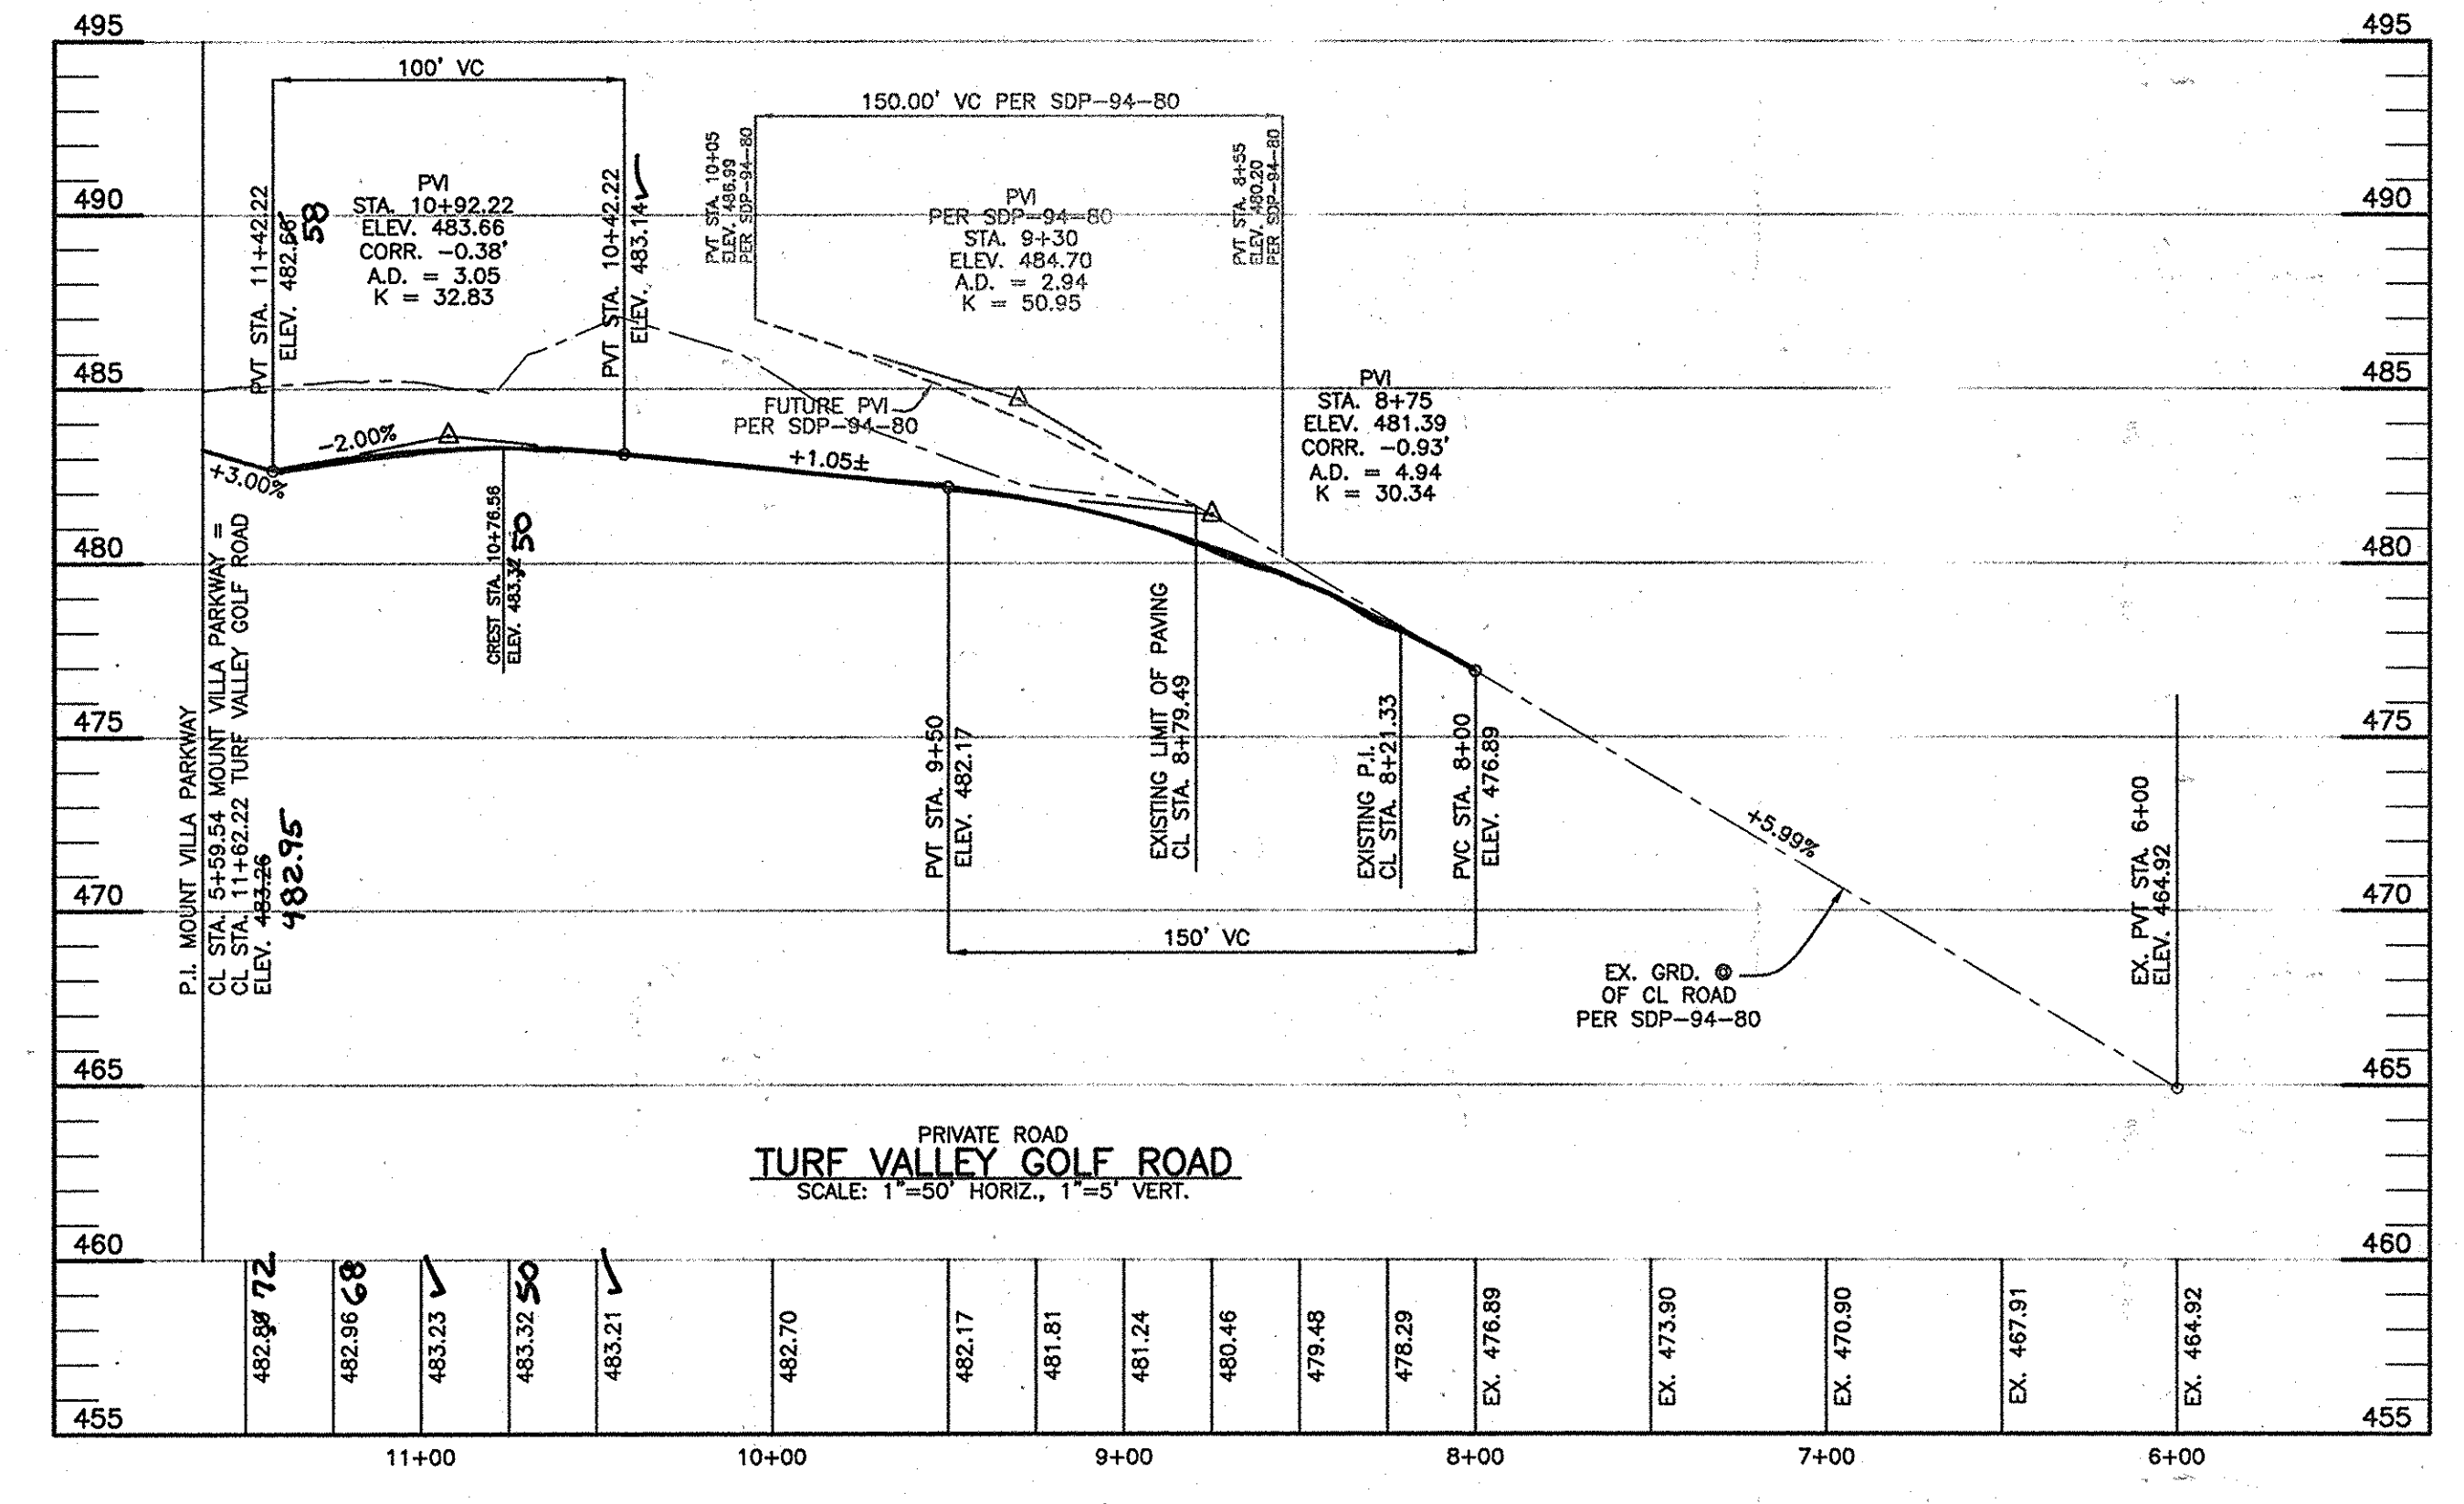 495
495
100' VC
150.00' VC PER SDP-94-80
PVT STA. 11+42.22
ELEV. 482.66
58
PVI
STA. 10+92.22
ELEV. 483.66
CORR. -0.38'
A.D. = 3.05
K = 32.83
PVT STA. 10+42.22
ELEV. 483.14 ✓
PVT STA. 10+05
ELEV. 486.99
PER SDP-94-80
PVI
PER SDP-94-80
STA. 9+30
ELEV. 484.70
A.D. = 2.94
K = 50.95
PVT STA. 8+55
ELEV. 480.20
PER SDP-94-80
490
490
485
485
FUTURE PVI
PER SDP-94-80
PVI
STA. 8+75
ELEV. 481.39
CORR. -0.93'
A.D. = 4.94
K = 30.34
-2.00%
+3.00%
+1.05±
480
480
CREST STA. 10+76.56
ELEV. 483.32
50
P.I. MOUNT VILLA PARKWAY
CL STA. 5+59.54 MOUNT VILLA PARKWAY =
CL STA. 11+62.22 TURF VALLEY GOLF ROAD
ELEV. 483.26
482.95
475
475
PVT STA. 9+50
ELEV. 482.17
EXISTING LIMIT OF PAVING
CL STA. 8+79.49
EXISTING P.I.
CL STA. 8+21.33
PVC STA. 8+00
ELEV. 476.89
+5.99%
EX. PVT STA. 6+00
ELEV. 464.92
470
470
150' VC
EX. GRD. @
OF CL ROAD
PER SDP-94-80
465
465
PRIVATE ROAD
TURF VALLEY GOLF ROAD
SCALE: 1"=50' HORIZ., 1"=5' VERT.
460
460
482.80 72
482.96 68
483.23 ✓
483.32 50
483.21 ✓
482.70
482.17
481.81
481.24
480.46
479.48
478.29
EX. 476.89
EX. 473.90
EX. 470.90
EX. 467.91
EX. 464.92
455
455
11+00
10+00
9+00
8+00
7+00
6+00